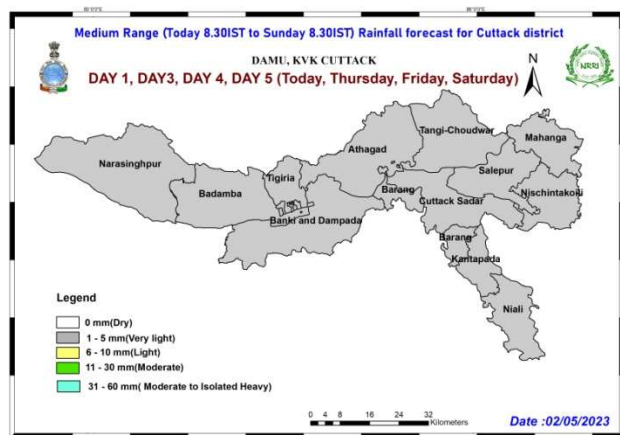 Medium Range (Today 8.30IST to Sunday 8.30IST) Rainfall forecast for Cuttack district
DAMU, KVK CUTTACK
DAY 1, DAY3, DAY 4, DAY 5 (Today, Thursday, Friday, Saturday)
N
NRRI
Tangi-Choudwar
Mahanga
Athagad
Narasinghpur
Salepur
Tigiria
Badamba
Barang
Nischintakoili
Cuttack Sadar
Banki and Dampada
Barang
Kantapada
Niali
Legend
0 mm(Dry)
1 - 5 mm(Very light)
6 - 10 mm(Light)
11 - 30 mm(Moderate)
31 - 60 mm( Moderate to Isolated Heavy)
0 4 8 16 24 32
Kilometers
Date :02/05/2023